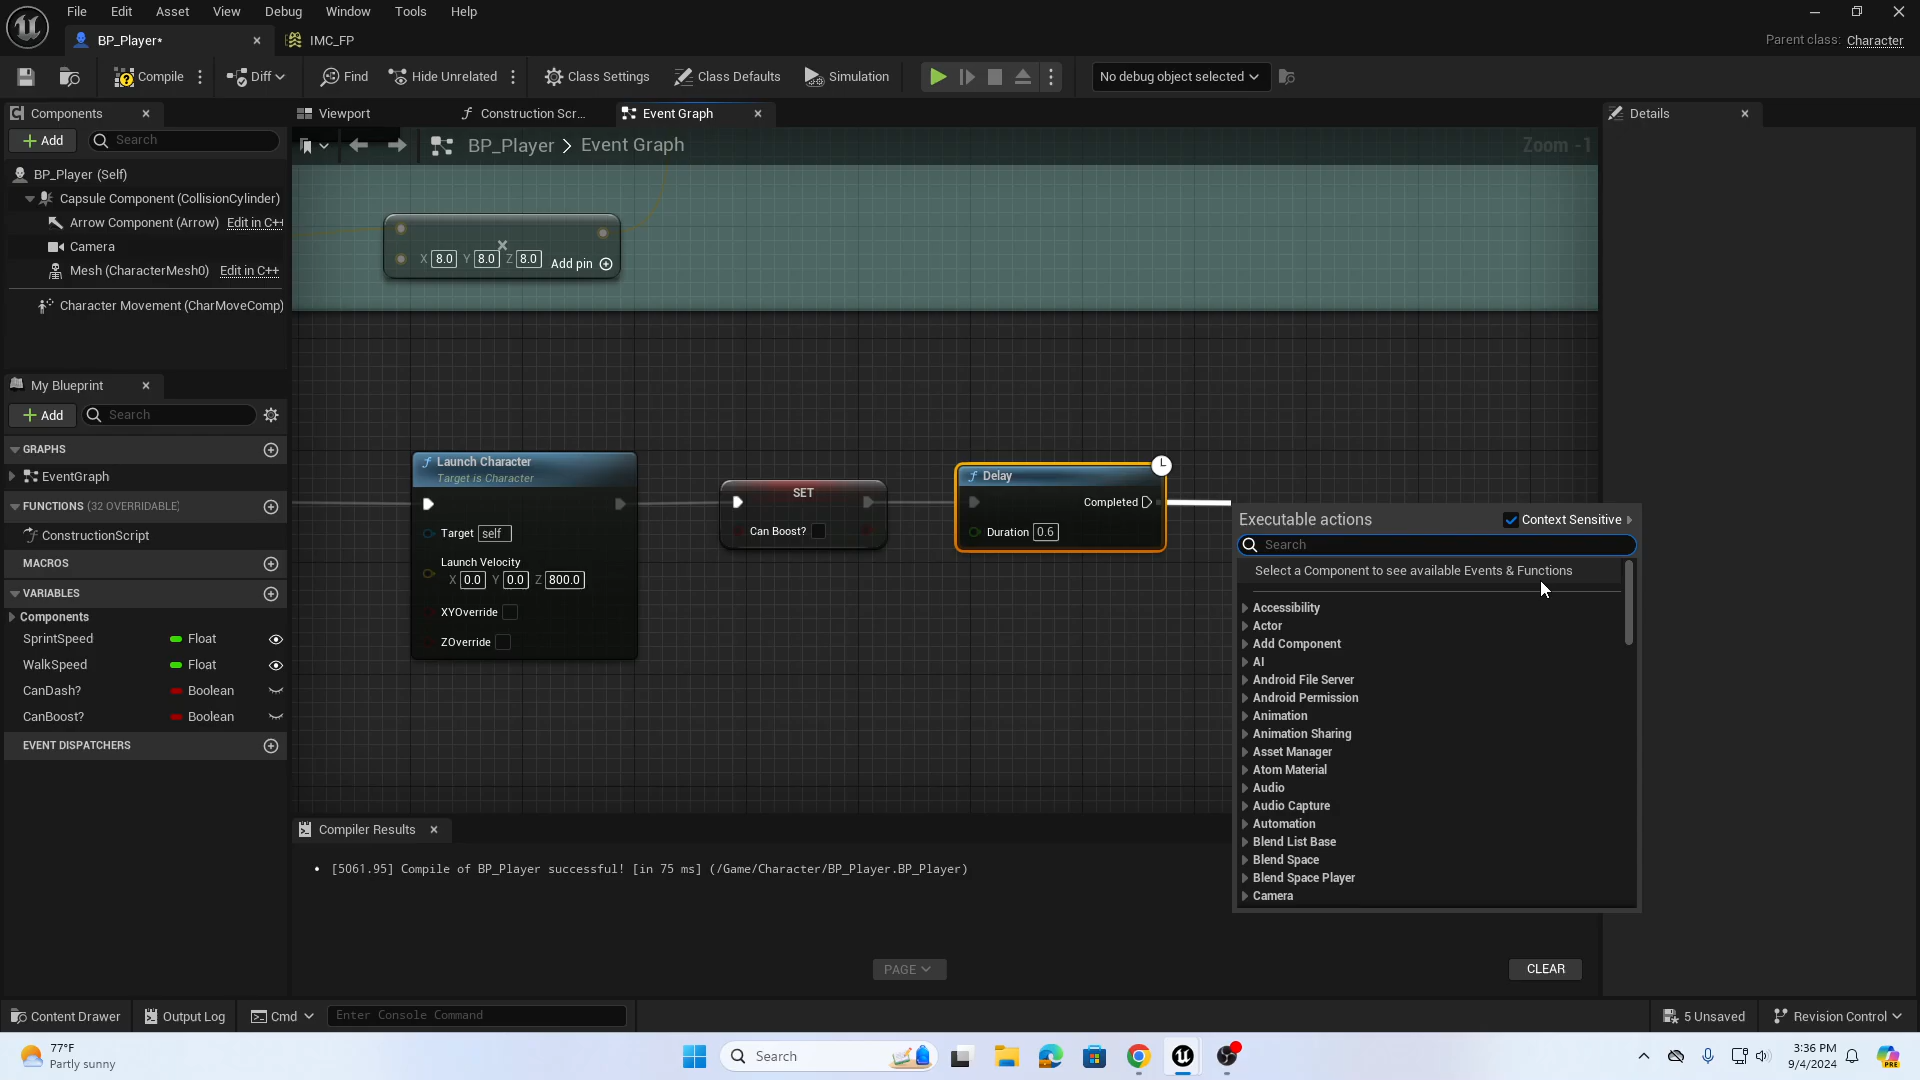 File Edit Asset View Debug Window Tools Help
BP_Player*
IMC_FP
Parent class: Character
Compile
Diff
Find
Hide Unrelated
Class Settings
Class Defaults
Simulation
No debug object selected
Components
Viewport
Construction Scr...
Event Graph
Details
Add
Search
BP_Player > Event Graph
Zoom -1
BP_Player (Self)
Capsule Component (CollisionCylinder)
Arrow Component (Arrow) Edit in C++
Camera
Mesh (CharacterMesh0) Edit in C++
Character Movement (CharMoveComp)
X 8.0 Y 8.0 Z 8.0 Add pin
My Blueprint
Add
Search
GRAPHS
EventGraph
FUNCTIONS (32 OVERRIDABLE)
ConstructionScript
MACROS
VARIABLES
Components
SprintSpeed Float
WalkSpeed Float
CanDash? Boolean
CanBoost? Boolean
EVENT DISPATCHERS
Launch Character
Target is Character
Target self
Launch Velocity
X 0.0 Y 0.0 Z 800.0
XYOverride
ZOverride
SET
Can Boost?
Delay
Completed
Duration 0.6
Executable actions
Context Sensitive
Search
Select a Component to see available Events & Functions
Accessibility
Actor
Add Component
AI
Android File Server
Android Permission
Animation
Animation Sharing
Asset Manager
Atom Material
Audio
Audio Capture
Automation
Blend List Base
Blend Space
Blend Space Player
Camera
Compiler Results
[5061.95] Compile of BP_Player successful! [in 75 ms] (/Game/Character/BP_Player.BP_Player)
PAGE
CLEAR
Content Drawer
Output Log
Cmd
Enter Console Command
5 Unsaved
Revision Control
77°F
Partly sunny
Search
3:36 PM
9/4/2024
PRE